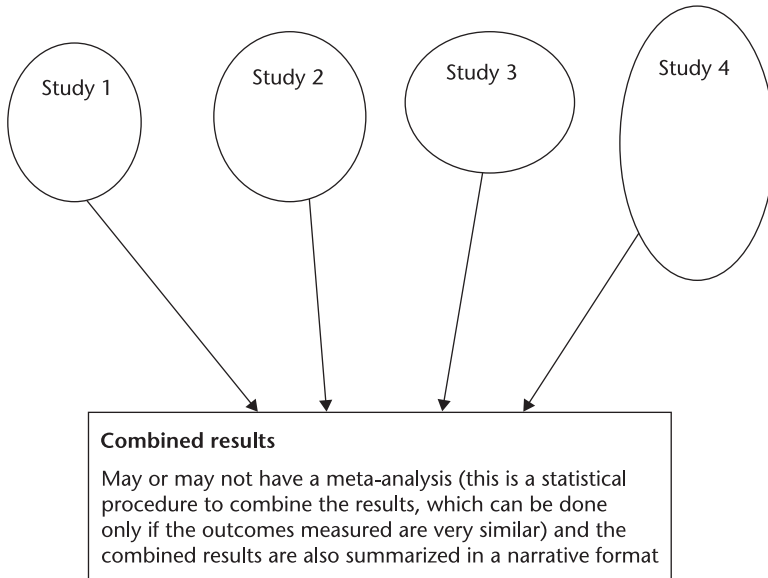 Study 1
Study 2
Study 3
Study 4
Combined results
May or may not have a meta-analysis (this is a statistical
procedure to combine the results, which can be done
only if the outcomes measured are very similar) and the
combined results are also summarized in a narrative format